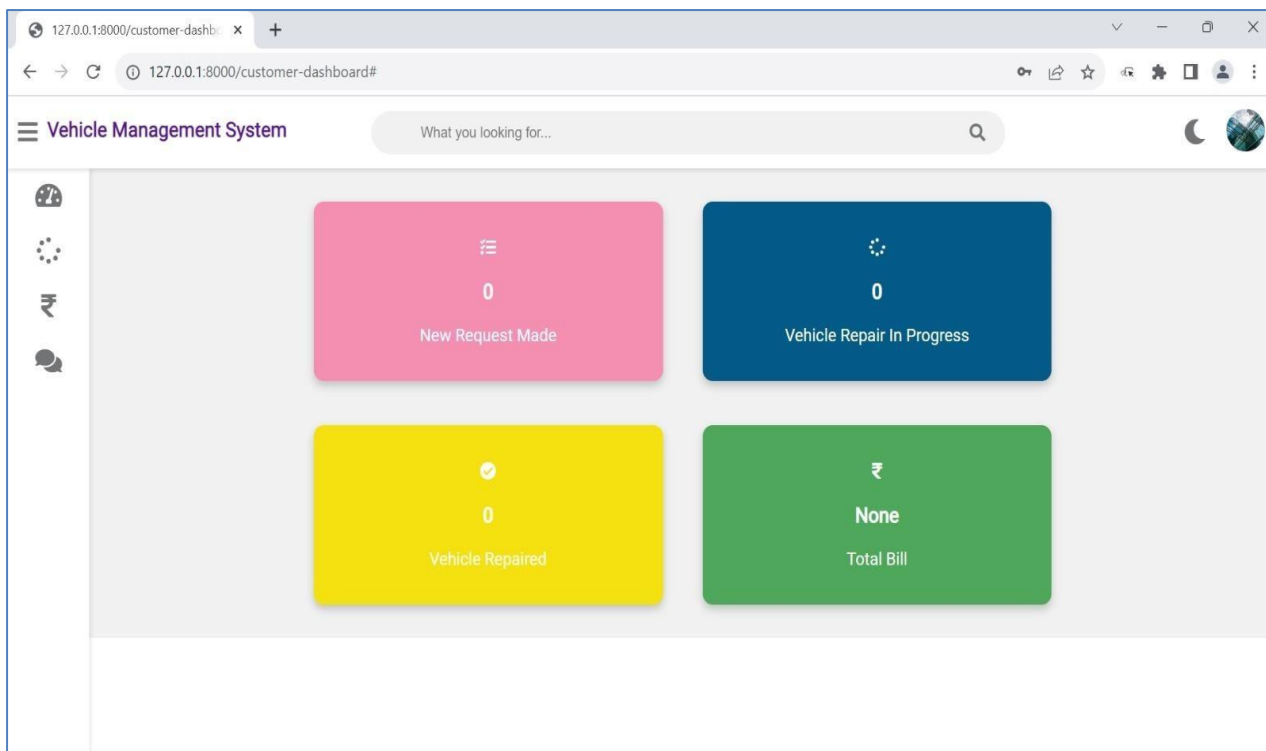 127.0.0.1:8000/customer-dashb
127.0.0.1:8000/customer-dashboard#
Vehicle Management System
What you looking for...
0
New Request Made
0
Vehicle Repair In Progress
0
Vehicle Repaired
₹
None
Total Bill